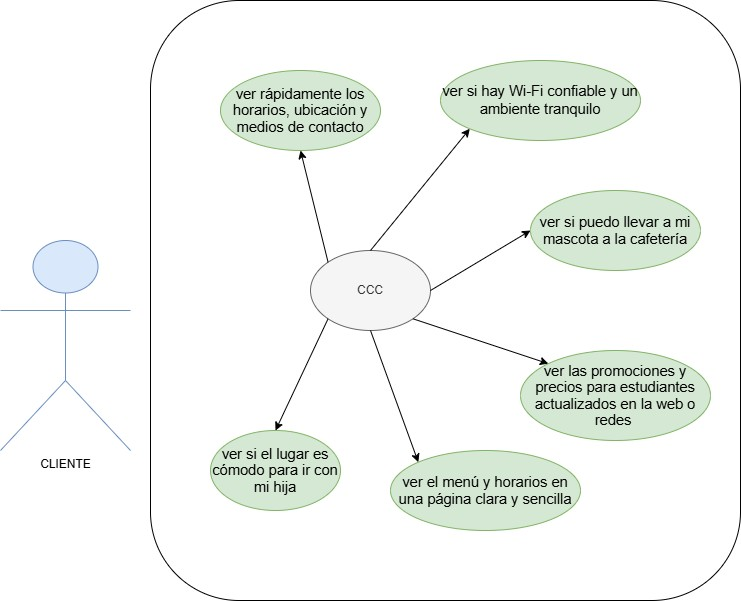 ver rápidamente los
horarios, ubicación y
medios de contacto
ver si hay Wi-Fi confiable y un
ambiente tranquilo
ver si puedo llevar a mi
mascota a la cafetería
CCC
ver las promociones y
precios para estudiantes
actualizados en la web o
redes
ver si el lugar es
cómodo para ir con
mi hija
ver el menú y horarios en
una página clara y sencilla
CLIENTE